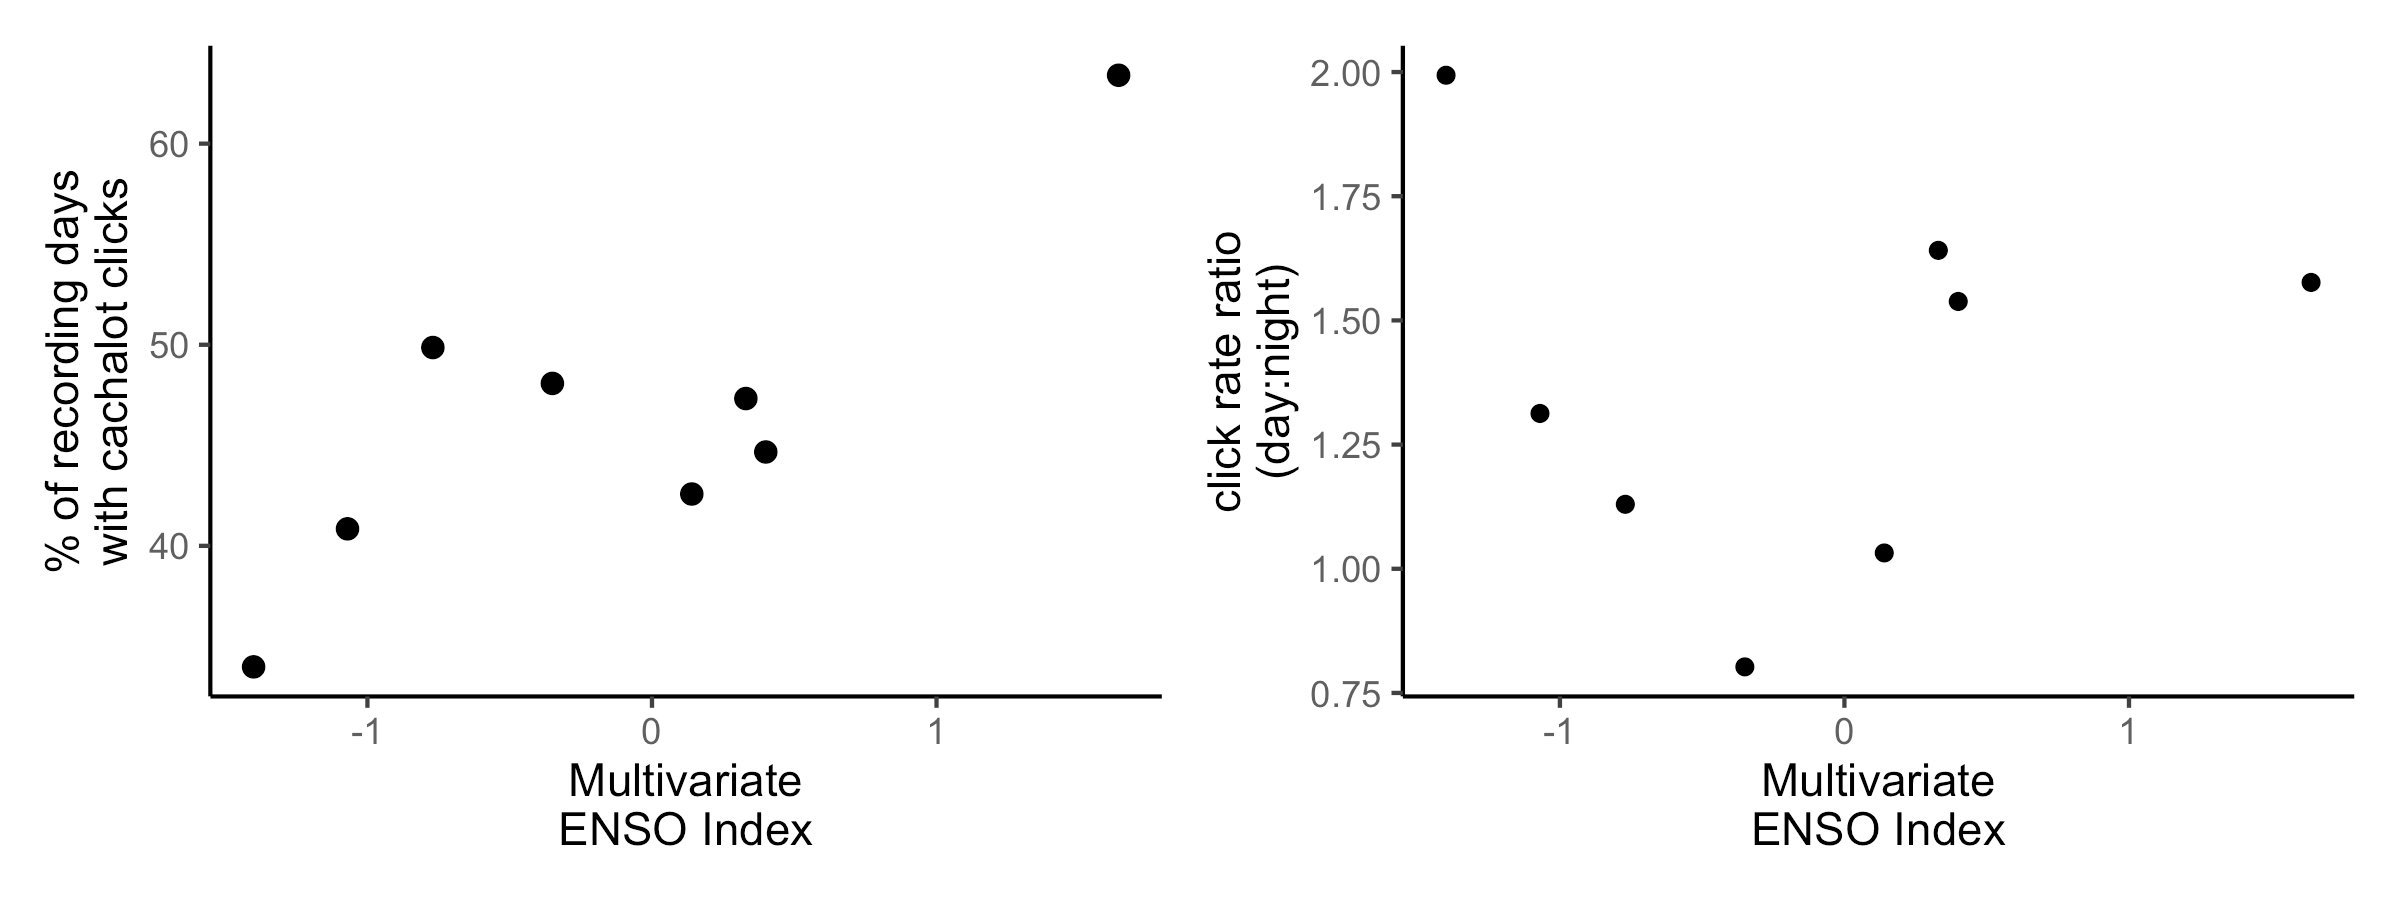 % of recording days
with cachalot clicks
60
50
40
-1
0
1
Multivariate
ENSO Index
click rate ratio
(day:night)
2.00
1.75
1.50
1.25
1.00
0.75
-1
0
1
Multivariate
ENSO Index